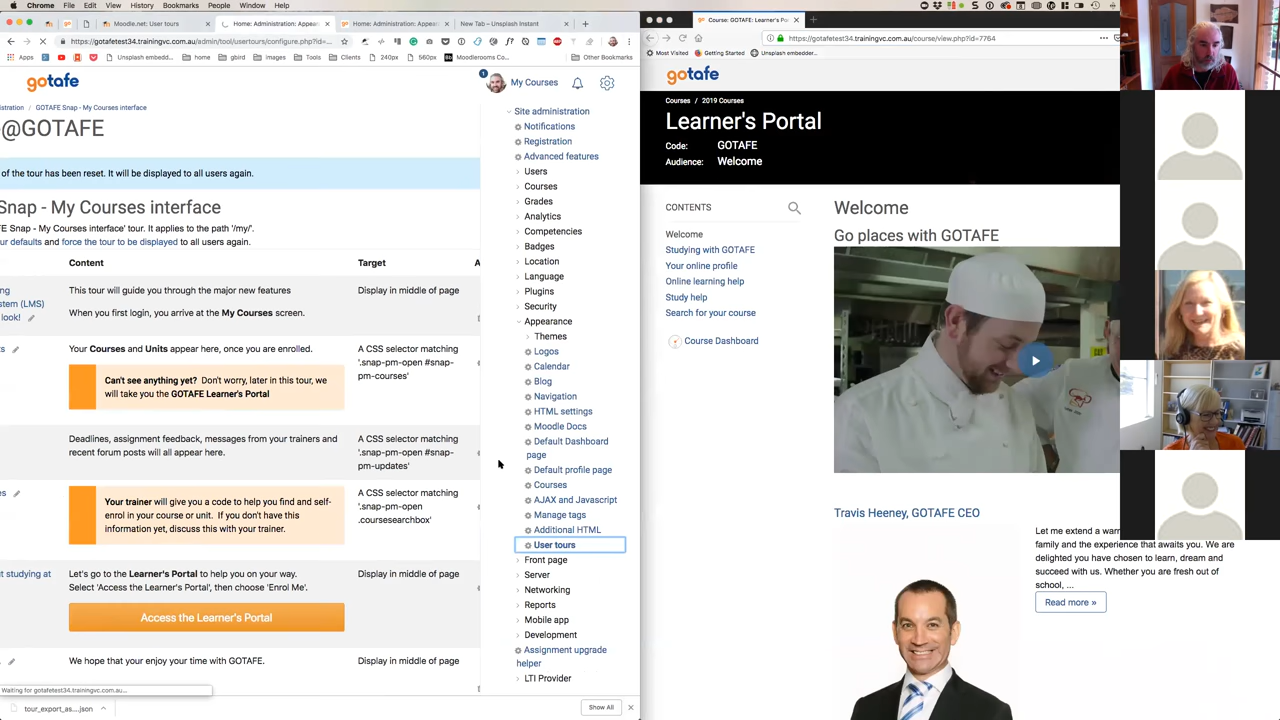 Chrome File Edit View History Bookmarks People Window
Moodle.net: User tours
Home: Administration: Appea
Home: Administration: Appea
New Tab – Unsplash Instant
https://gotafetest34.trainingvc.com.au/admin/tool/usertours/configure.php?id=...
Apps
Unsplash embedd...
home
gbird
Images
Tools
Clients
240px
560px
Moodlerooms Co...
Other Bookmarks
gotafe
1
My Courses
istration
GOTAFE Snap - My Courses interface
@GOTAFE
of the tour has been reset. It will be displayed to all users again.
Snap - My Courses interface
E Snap - My Courses interface' tour. It applies to the path '/my/'.
ur defaults and force the tour to be displayed to all users again.
Content
Target
A
ng
stem (LMS)
look!
This tour will guide you through the major new features
When you first login, you arrive at the My Courses screen.
Display in middle of page
ts
Your Courses and Units appear here, once you are enrolled.
Can't see anything yet? Don't worry, later in this tour, we
will take you the GOTAFE Learner's Portal
A CSS selector matching
'.snap-pm-open #snap-
pm-courses'
Deadlines, assignment feedback, messages from your trainers and
recent forum posts will all appear here.
A CSS selector matching
'.snap-pm-open #snap-
pm-updates'
es
Your trainer will give you a code to help you find and self-
enrol in your course or unit. If you don't have this
information yet, discuss this with your trainer.
A CSS selector matching
'.snap-pm-open
.coursesearchbox'
t studying at
Let's go to the Learner's Portal to help you on your way.
Select 'Access the Learner's Portal', then choose 'Enrol Me'.
Access the Learner's Portal
Display in middle of page
We hope that your enjoy your time with GOTAFE.
Display in middle of page
Waiting for gotafetest34.trainingvc.com.au...
tour_export_as....json
Show All
Site administration
Notifications
Registration
Advanced features
Users
Courses
Grades
Analytics
Competencies
Badges
Location
Language
Plugins
Security
Appearance
Themes
Logos
Calendar
Blog
Navigation
HTML settings
Moodle Docs
Default Dashboard
page
Default profile page
Courses
AJAX and Javascript
Manage tags
Additional HTML
User tours
Front page
Server
Networking
Reports
Mobile app
Development
Assignment upgrade
helper
LTI Provider
Course: GOTAFE: Learner's Po
https://gotafetest34.trainingvc.com.au/course/view.php?id=7764
Most Visited
Getting Started
Unsplash embedder...
gotafe
Courses / 2019 Courses
Learner's Portal
Code: GOTAFE
Audience: Welcome
CONTENTS
Welcome
Studying with GOTAFE
Your online profile
Online learning help
Study help
Search for your course
Course Dashboard
Welcome
Go places with GOTAFE
Travis Heeney, GOTAFE CEO
Let me extend a warm
family and the experience that awaits you. We are
delighted you have chosen to learn, dream and
succeed with us. Whether you are fresh out of
school, ...
Read more »